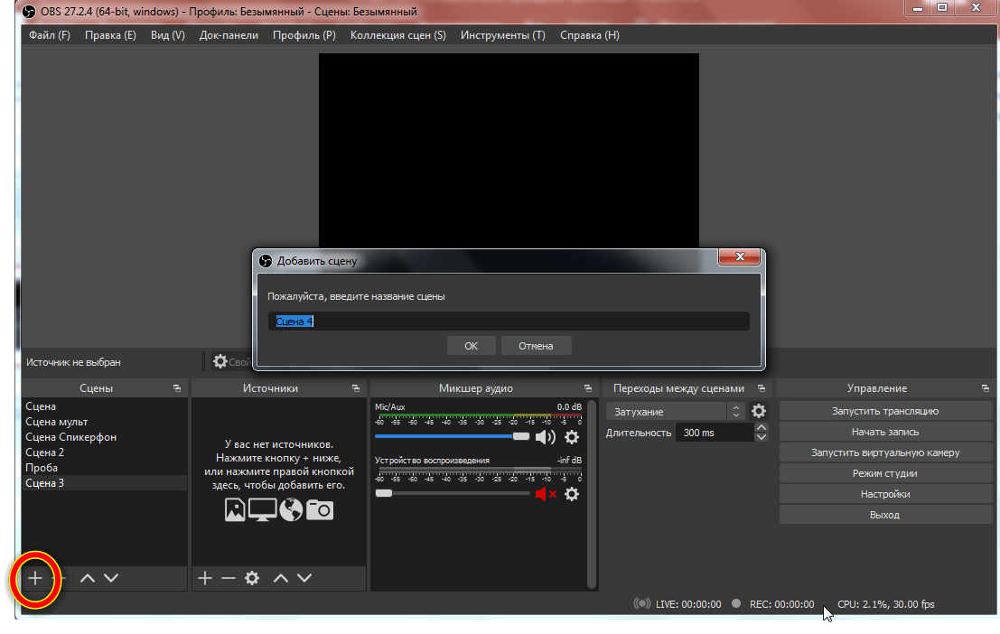 OBS 27.2.4 (64-bit, windows) - Профиль: Безымянный - Сцены: Безымянный
Файл (F) Правка (E) Вид (V) Док-панели Профиль (P) Коллекция сцен (S) Инструменты (T) Справка (H)
Добавить сцену
Пожалуйста, введите название сцены
Сцена 4
OK Отмена
Источник не выбран Свой
Сцены Источники Микшер аудио Переходы между сценами Управление
Сцена
Сцена мульт
Сцена Спикерфон
Сцена 2
Проба
Сцена 3
У вас нет источников.
Нажмите кнопку + ниже,
или нажмите правой кнопкой
здесь, чтобы добавить его.
Mic/Aux 0.0 dB
-60 -55 -50 -45 -40 -35 -30 -25 -20 -15 -10 -5 0
Устройство воспроизведения -inf dB
-60 -55 -50 -45 -40 -35 -30 -25 -20 -15 -10 -5 0
Затухание
Длительность 300 ms
Запустить трансляцию
Начать запись
Запустить виртуальную камеру
Режим студии
Настройки
Выход
LIVE: 00:00:00 REC: 00:00:00 CPU: 2.1%, 30.00 fps